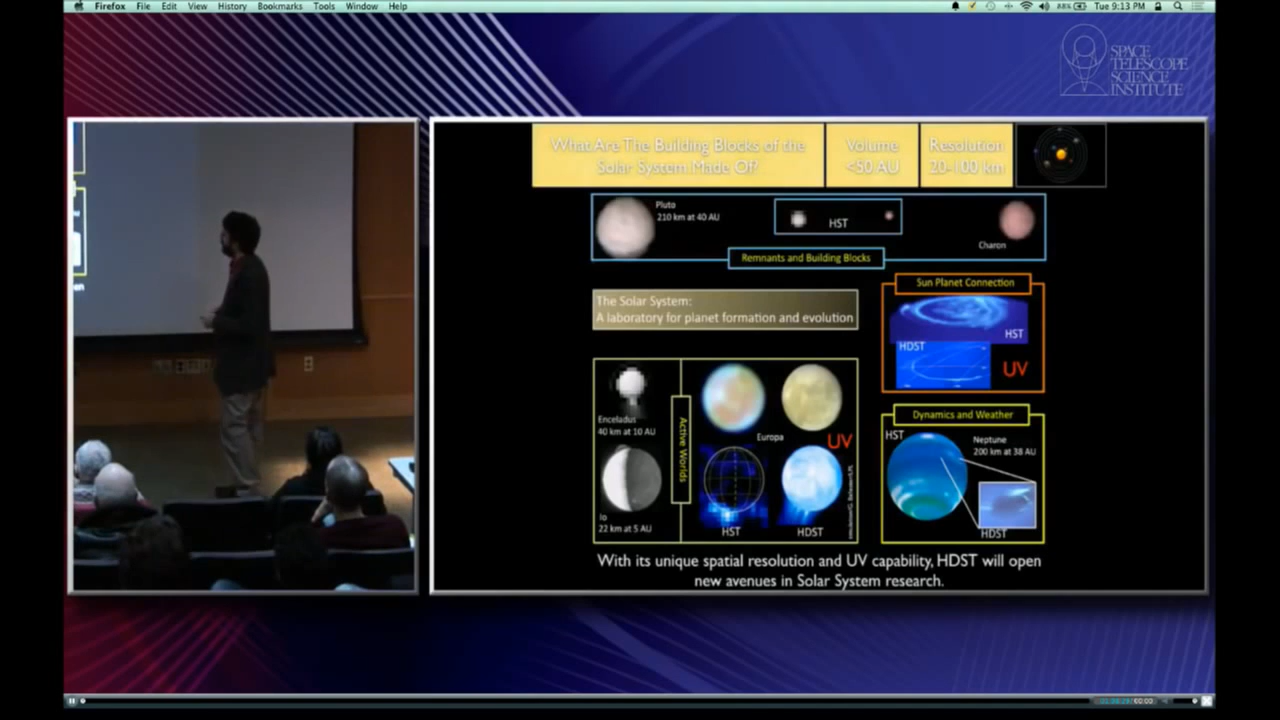 Firefox File Edit View History Bookmarks Tools Window Help
88% Tue 9:13 PM
SPACE
TELESCOPE
SCIENCE
INSTITUTE
What Are The Building Blocks of the
Solar System Made Of?
Volume
<50 AU
Resolution
20-100 km
Pluto
210 km at 40 AU
HST
Charon
Remnants and Building Blocks
The Solar System:
A laboratory for planet formation and evolution
Sun Planet Connection
HST
HDST
UV
Enceladus
40 km at 10 AU
Io
22 km at 5 AU
Active Worlds
Europa
UV
HST
HDST
Dynamics and Weather
HST
Neptune
200 km at 38 AU
HDST
With its unique spatial resolution and UV capability, HDST will open
new avenues in Solar System research.